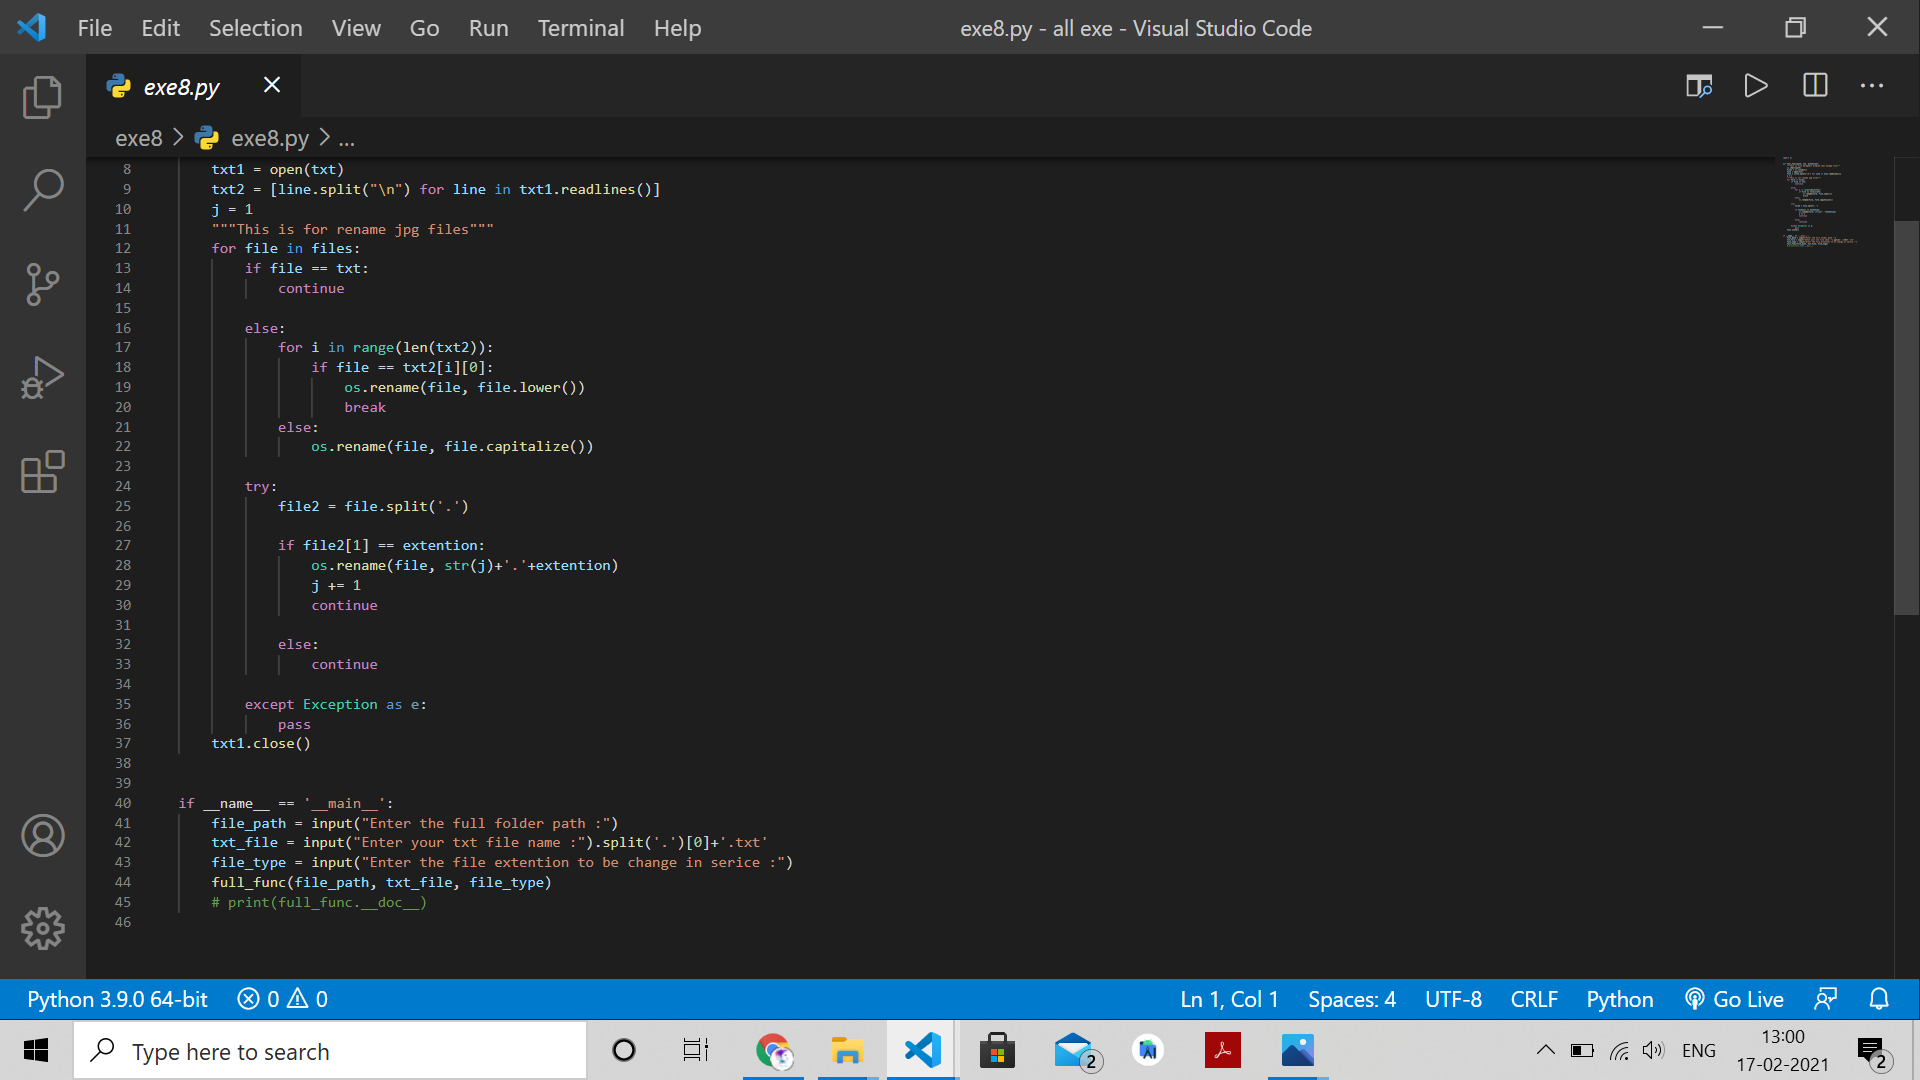 File Edit Selection View Go Run Terminal Help
exe8.py - all exe - Visual Studio Code
exe8.py
exe8 > exe8.py > ...
8 txt1 = open(txt)
9 txt2 = [line.split("\n") for line in txt1.readlines()]
10 j = 1
11 """This is for rename jpg files"""
12 for file in files:
13 if file == txt:
14 continue
15
16 else:
17 for i in range(len(txt2)):
18 if file == txt2[i][0]:
19 os.rename(file, file.lower())
20 break
21 else:
22 os.rename(file, file.capitalize())
23
24 try:
25 file2 = file.split('.')
26
27 if file2[1] == extention:
28 os.rename(file, str(j)+'.'+extention)
29 j += 1
30 continue
31
32 else:
33 continue
34
35 except Exception as e:
36 pass
37 txt1.close()
38
39
40 if __name__ == '__main__':
41 file_path = input("Enter the full folder path :")
42 txt_file = input("Enter your txt file name :").split('.')[0]+'.txt'
43 file_type = input("Enter the file extention to be change in serice :")
44 full_func(file_path, txt_file, file_type)
45 # print(full_func.__doc__)
46
Python 3.9.0 64-bit 0 0 Ln 1, Col 1 Spaces: 4 UTF-8 CRLF Python Go Live
Type here to search
2
ENG
13:00
17-02-2021
2